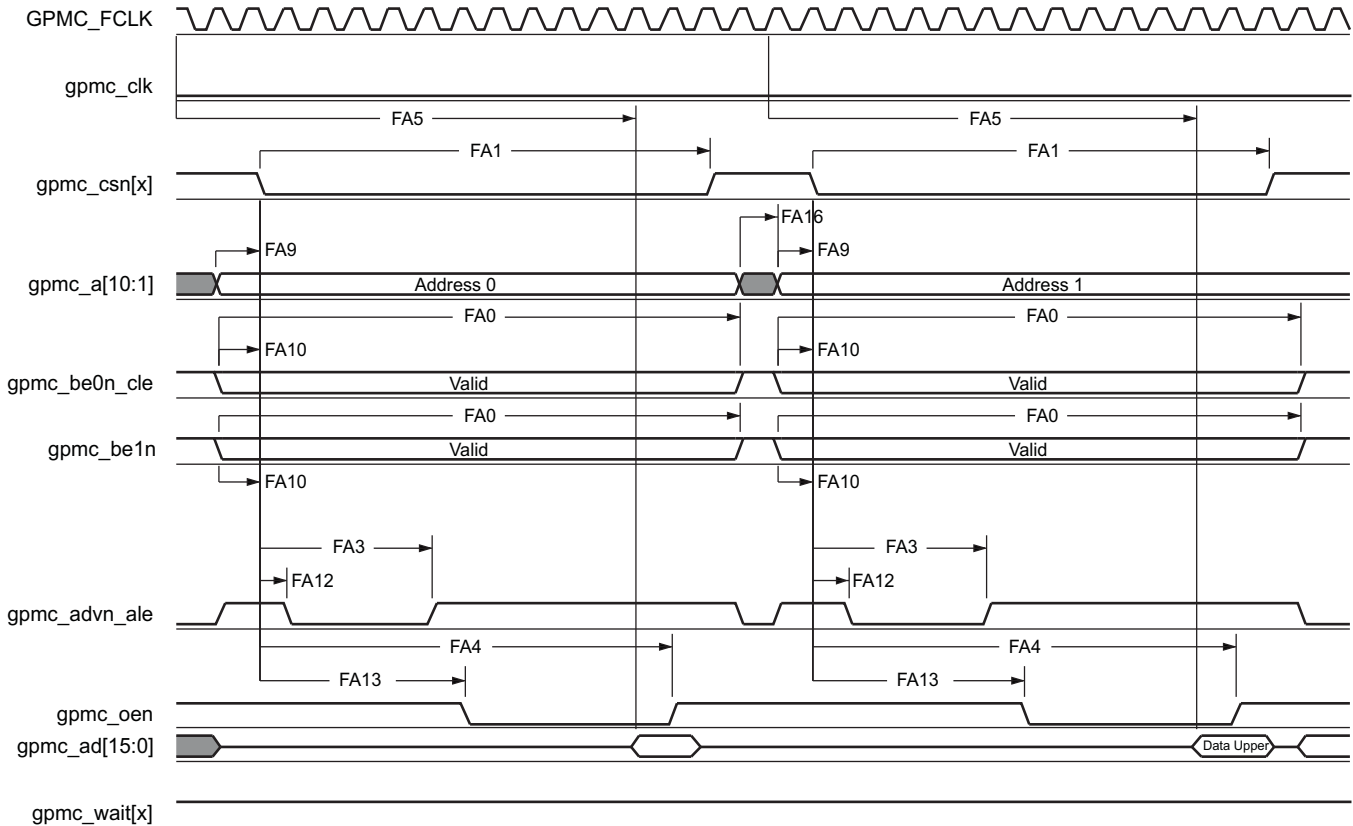 GPMC_FCLK
gpmc_clk
FA5 FA5
FA1 FA1
gpmc_csn[x]
FA16
FA9 FA9
gpmc_a[10:1] Address 0 Address 1
FA0 FA0
FA10 FA10
gpmc_be0n_cle Valid Valid
FA0 FA0
gpmc_be1n Valid Valid
FA10 FA10
FA3 FA3
FA12 FA12
gpmc_advn_ale
FA4 FA4
FA13 FA13
gpmc_oen
gpmc_ad[15:0] Data Upper
gpmc_wait[x]